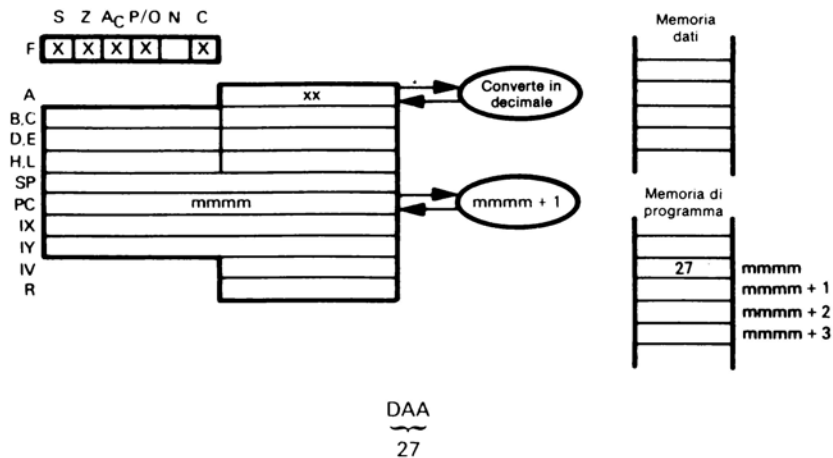 S Z AC P/O N C
F X X X X X
A xx
Converte in
decimale
B,C
D,E
H,L
SP
PC mmmm
mmmm + 1
IX
IY
IV
R
Memoria
dati
Memoria di
programma
27 mmmm
mmmm + 1
mmmm + 2
mmmm + 3
DAA
27